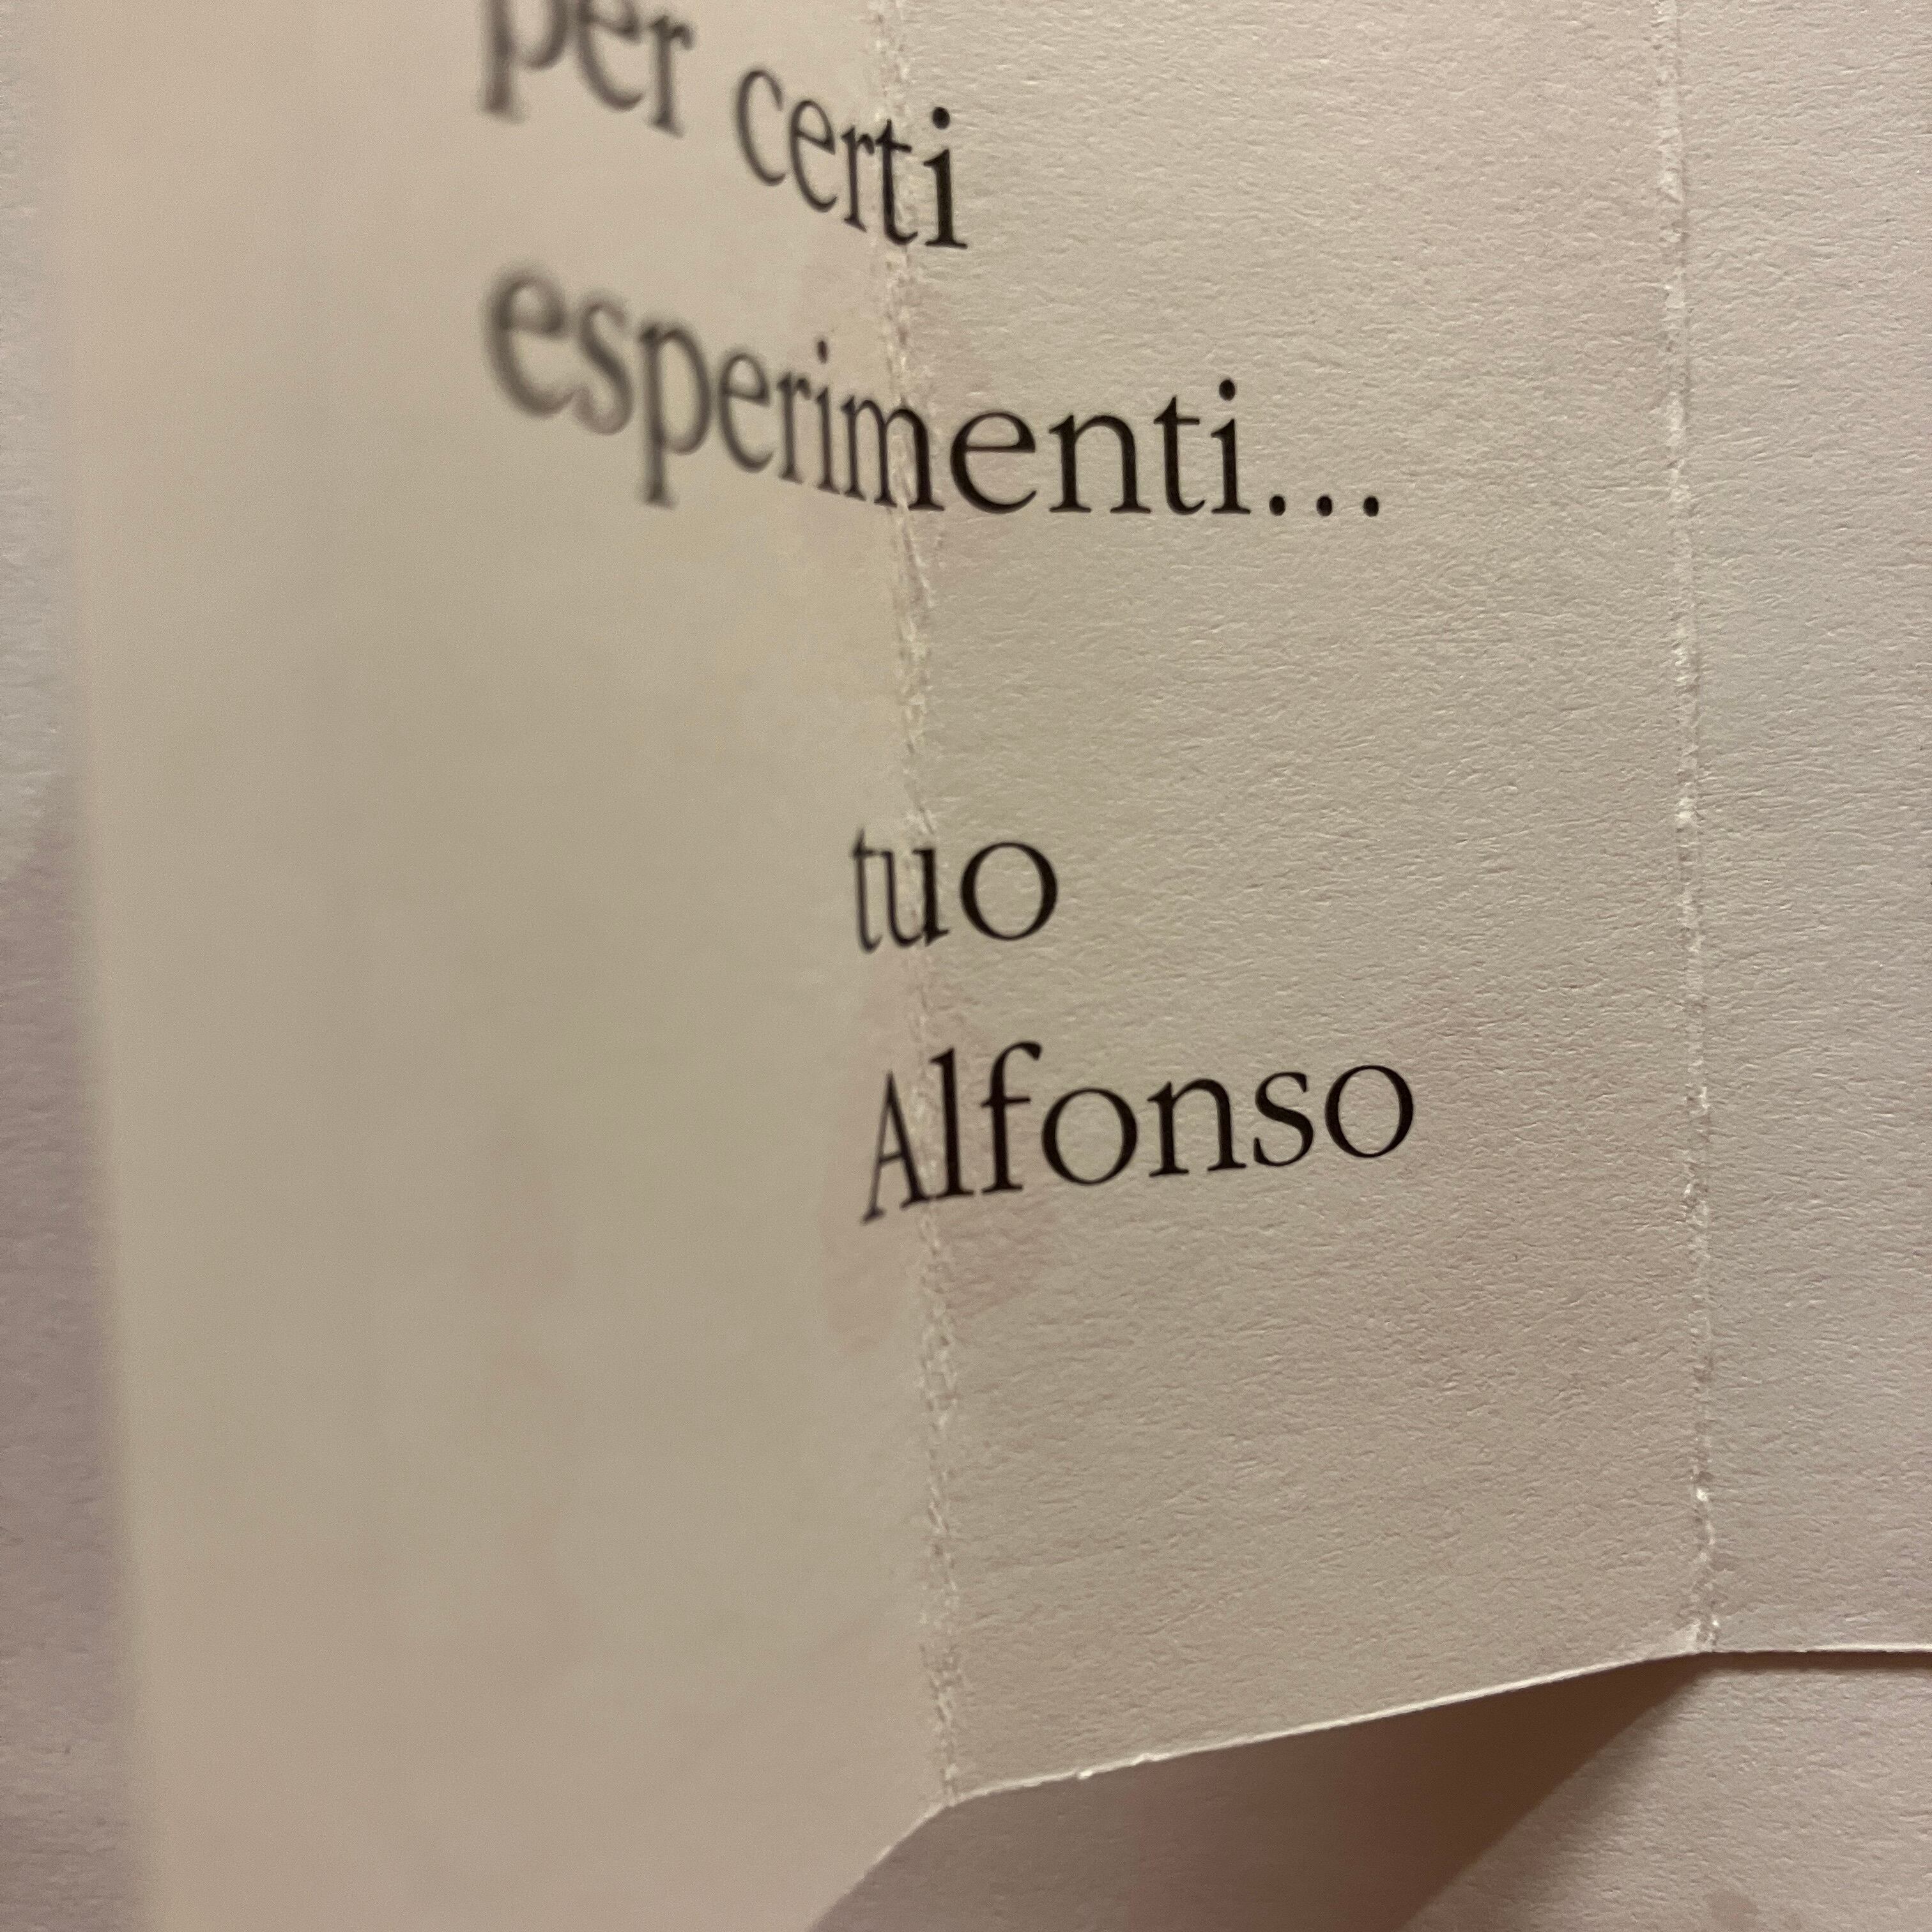 per certi
esperimenti...
tuo
Alfonso